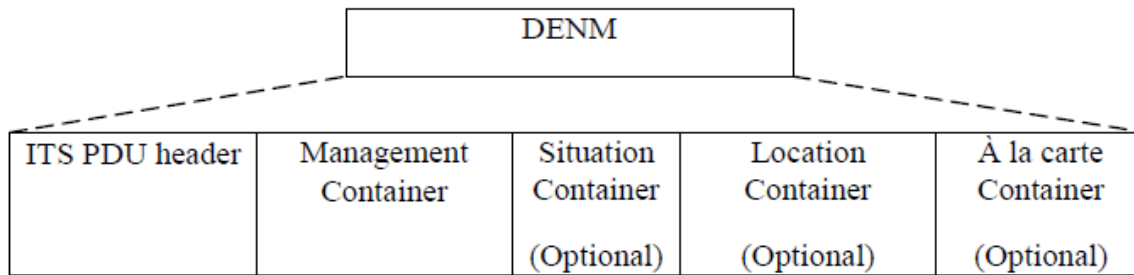 DENM
ITS PDU header
Management
Container
Situation
Container
(Optional)
Location
Container
(Optional)
À la carte
Container
(Optional)